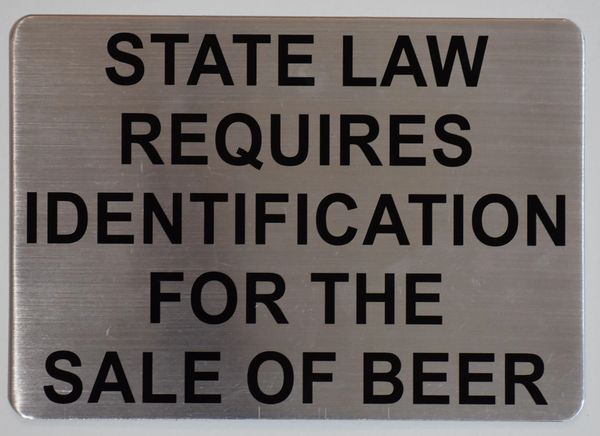 STATE LAW
REQUIRES
IDENTIFICATION
FOR THE
SALE OF BEER